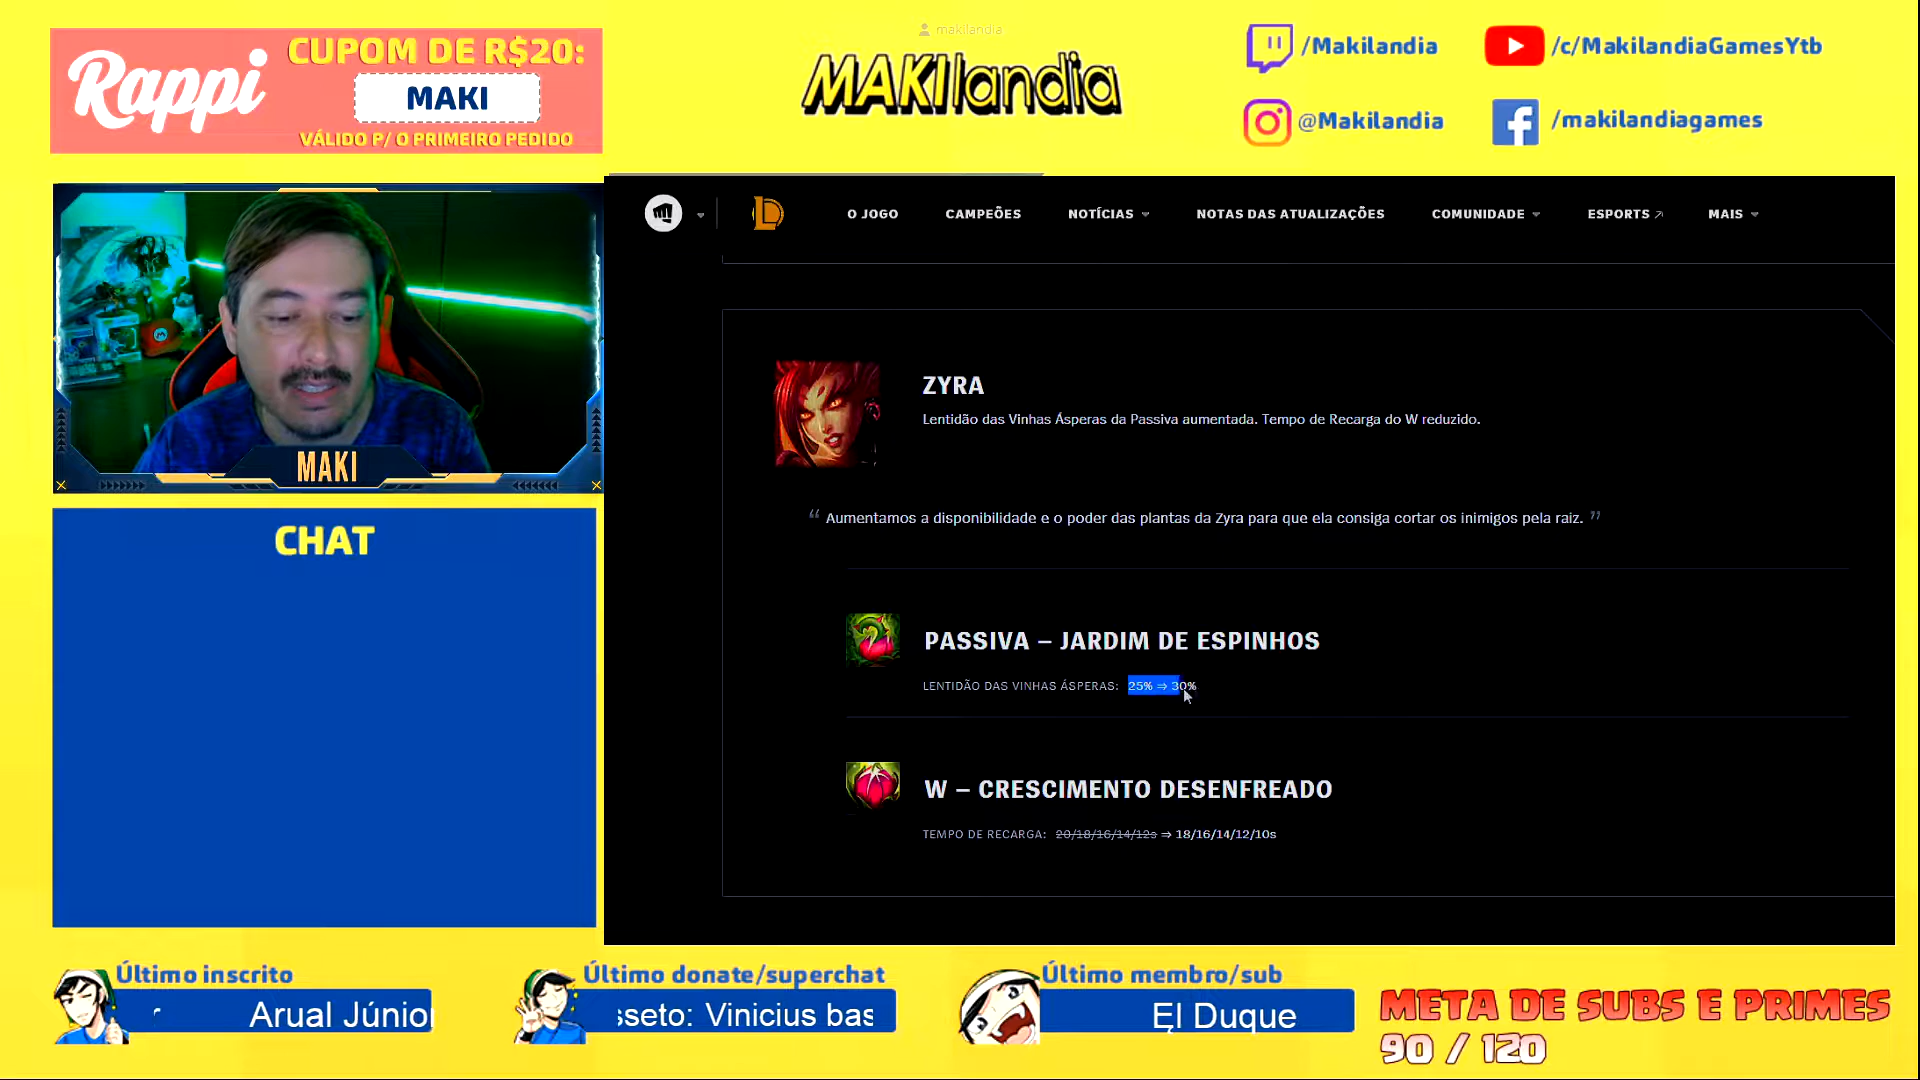 Rappi
CUPOM DE R$20:
MAKI
VÁLIDO P/ O PRIMEIRO PEDIDO
makilandia
MAKIlandia
/Makilandia
/c/MakilandiaGamesYtb
@Makilandia
/makilandiagames
O JOGO
CAMPEÕES
NOTÍCIAS
NOTAS DAS ATUALIZAÇÕES
COMUNIDADE
ESPORTS
MAIS
MAKI
ZYRA
Lentidão das Vinhas Ásperas da Passiva aumentada. Tempo de Recarga do W reduzido.
“ Aumentamos a disponibilidade e o poder das plantas da Zyra para que ela consiga cortar os inimigos pela raiz. ”
PASSIVA – JARDIM DE ESPINHOS
LENTIDÃO DAS VINHAS ÁSPERAS: 25% ⇒ 30%
W – CRESCIMENTO DESENFREADO
TEMPO DE RECARGA: 20/18/16/14/12s ⇒ 18/16/14/12/10s
CHAT
Último inscrito
Arual Júnio
Último donate/superchat
sseto: Vinicius bas
Último membro/sub
El Duque
META DE SUBS E PRIMES
90 / 120